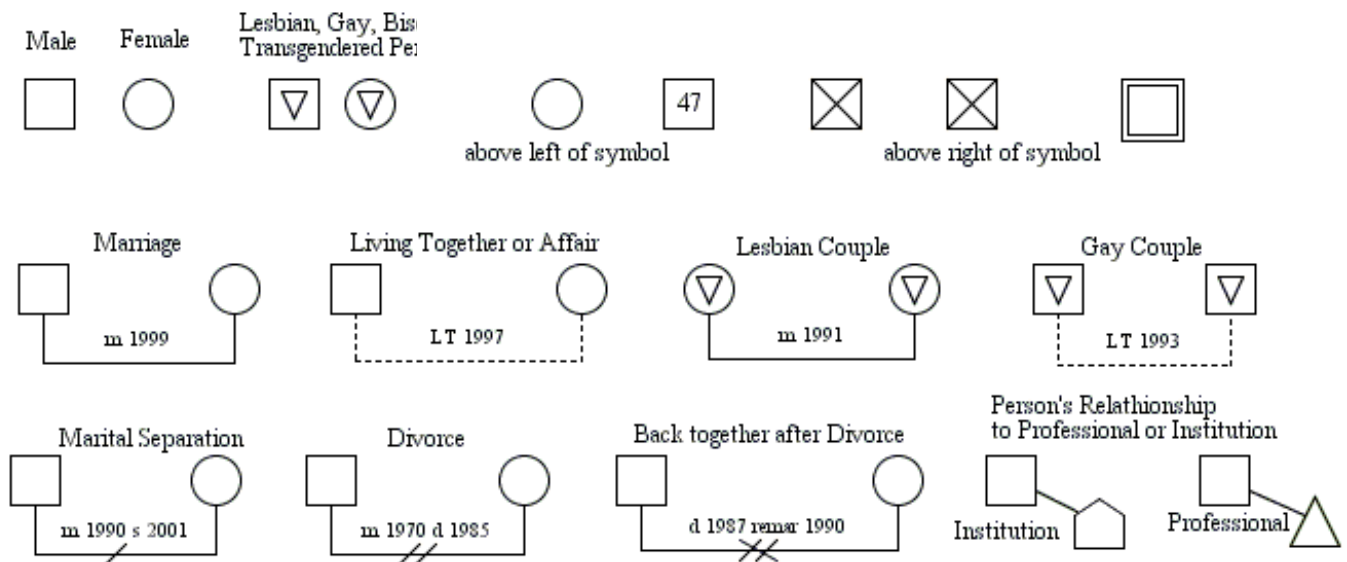 Male
Female
Lesbian, Gay, Bis
Transgendered Per
47
above left of symbol
above right of symbol
Marriage
Living Together or Affair
Lesbian Couple
Gay Couple
m 1999
LT 1997
m 1991
LT 1993
Person's Relathionship
to Professional or Institution
Marital Separation
Divorce
Back together after Divorce
m 1990 s 2001
m 1970 d 1985
d 1987 remar 1990
Institution
Professional